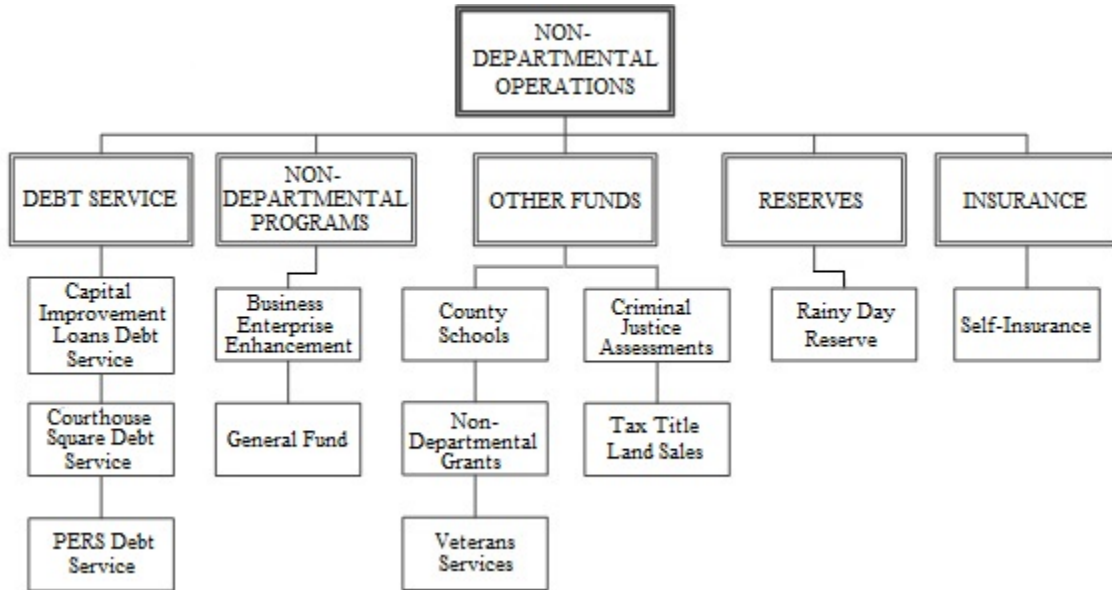 NON-
DEPARTMENTAL
OPERATIONS
DEBT SERVICE
NON-
DEPARTMENTAL
PROGRAMS
OTHER FUNDS
RESERVES
INSURANCE
Capital
Improvement
Loans Debt
Service
Business
Enterprise
Enhancement
County
Schools
Criminal
Justice
Assessments
Rainy Day
Reserve
Self-Insurance
Courthouse
Square Debt
Service
General Fund
Non-
Departmental
Grants
Tax Title
Land Sales
PERS Debt
Service
Veterans
Services